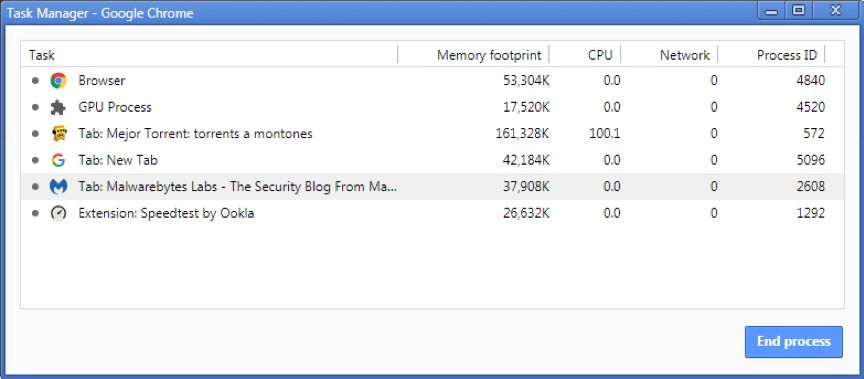 Task Manager - Google Chrome
Task Memory footprint CPU Network Process ID
Browser 53,304K 0.0 0 4840
GPU Process 17,520K 0.0 0 4520
Tab: Mejor Torrent: torrents a montones 161,328K 100.1 0 572
Tab: New Tab 42,184K 0.0 0 5096
Tab: Malwarebytes Labs - The Security Blog From Ma... 37,908K 0.0 0 2608
Extension: Speedtest by Ookla 26,632K 0.0 0 1292
End process